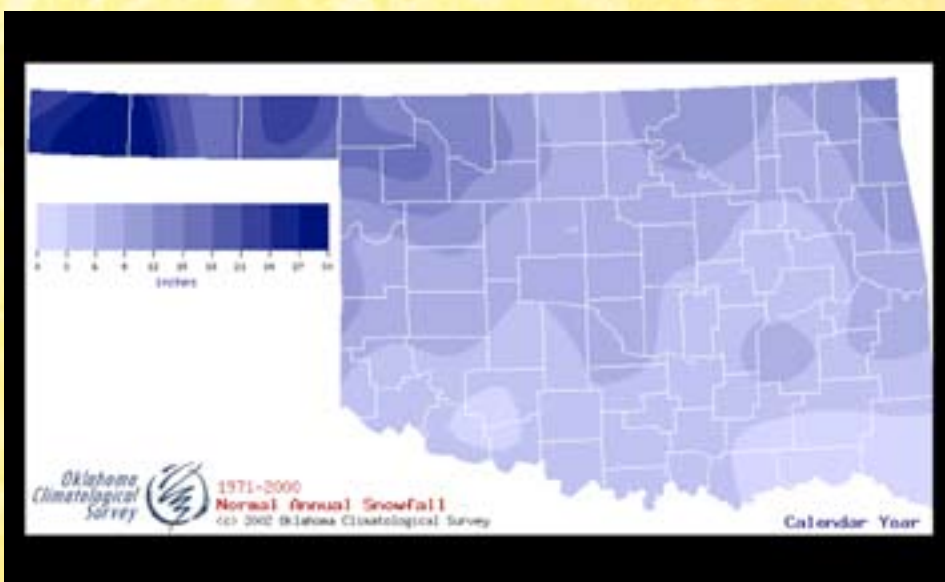 0 3 6 9 12 15 18 21 24 27 30
inches
Oklahoma
Climatological
Survey
1971-2000
Normal Annual Snowfall
(c) 2002 Oklahoma Climatological Survey
Calendar Year